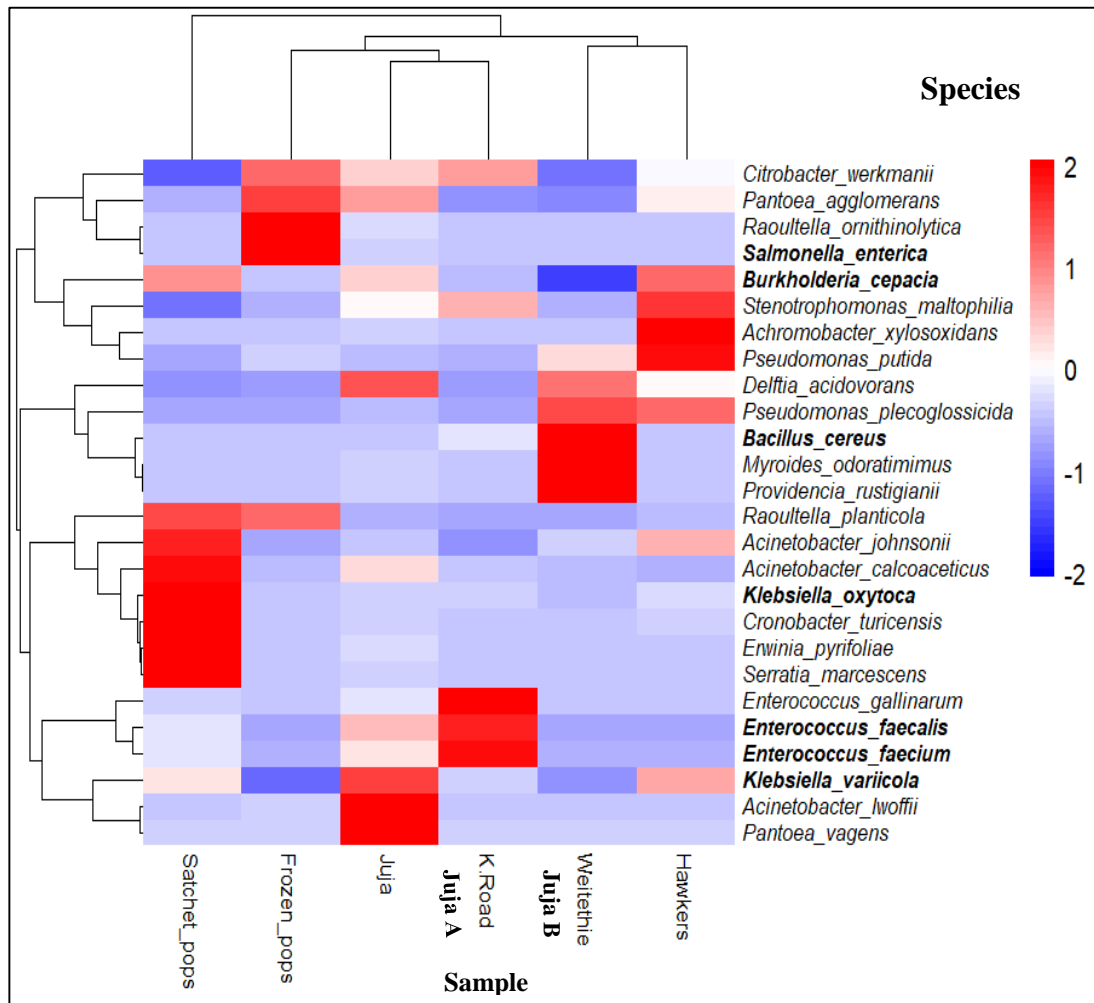 Species
Citrobacter_werkmanii
Pantoea_agglomerans
Raoultella_ornithinolytica
Salmonella_enterica
Burkholderia_cepacia
Stenotrophomonas_maltophilia
Achromobacter_xylosoxidans
Pseudomonas_putida
Delftia_acidovorans
Pseudomonas_plecoglossicida
Bacillus_cereus
Myroides_odoratimimus
Providencia_rustigianii
Raoultella_planticola
Acinetobacter_johnsonii
Acinetobacter_calcoaceticus
Klebsiella_oxytoca
Cronobacter_turicensis
Erwinia_pyrifoliae
Serratia_marcescens
Enterococcus_gallinarum
Enterococcus_faecalis
Enterococcus_faecium
Klebsiella_variicola
Acinetobacter_lwoffii
Pantoea_vagens
2
1
0
-1
-2
Satchet_pops
Frozen_pops
Juja
Juja A
K.Road
Juja B
Weitethie
Hawkers
Sample